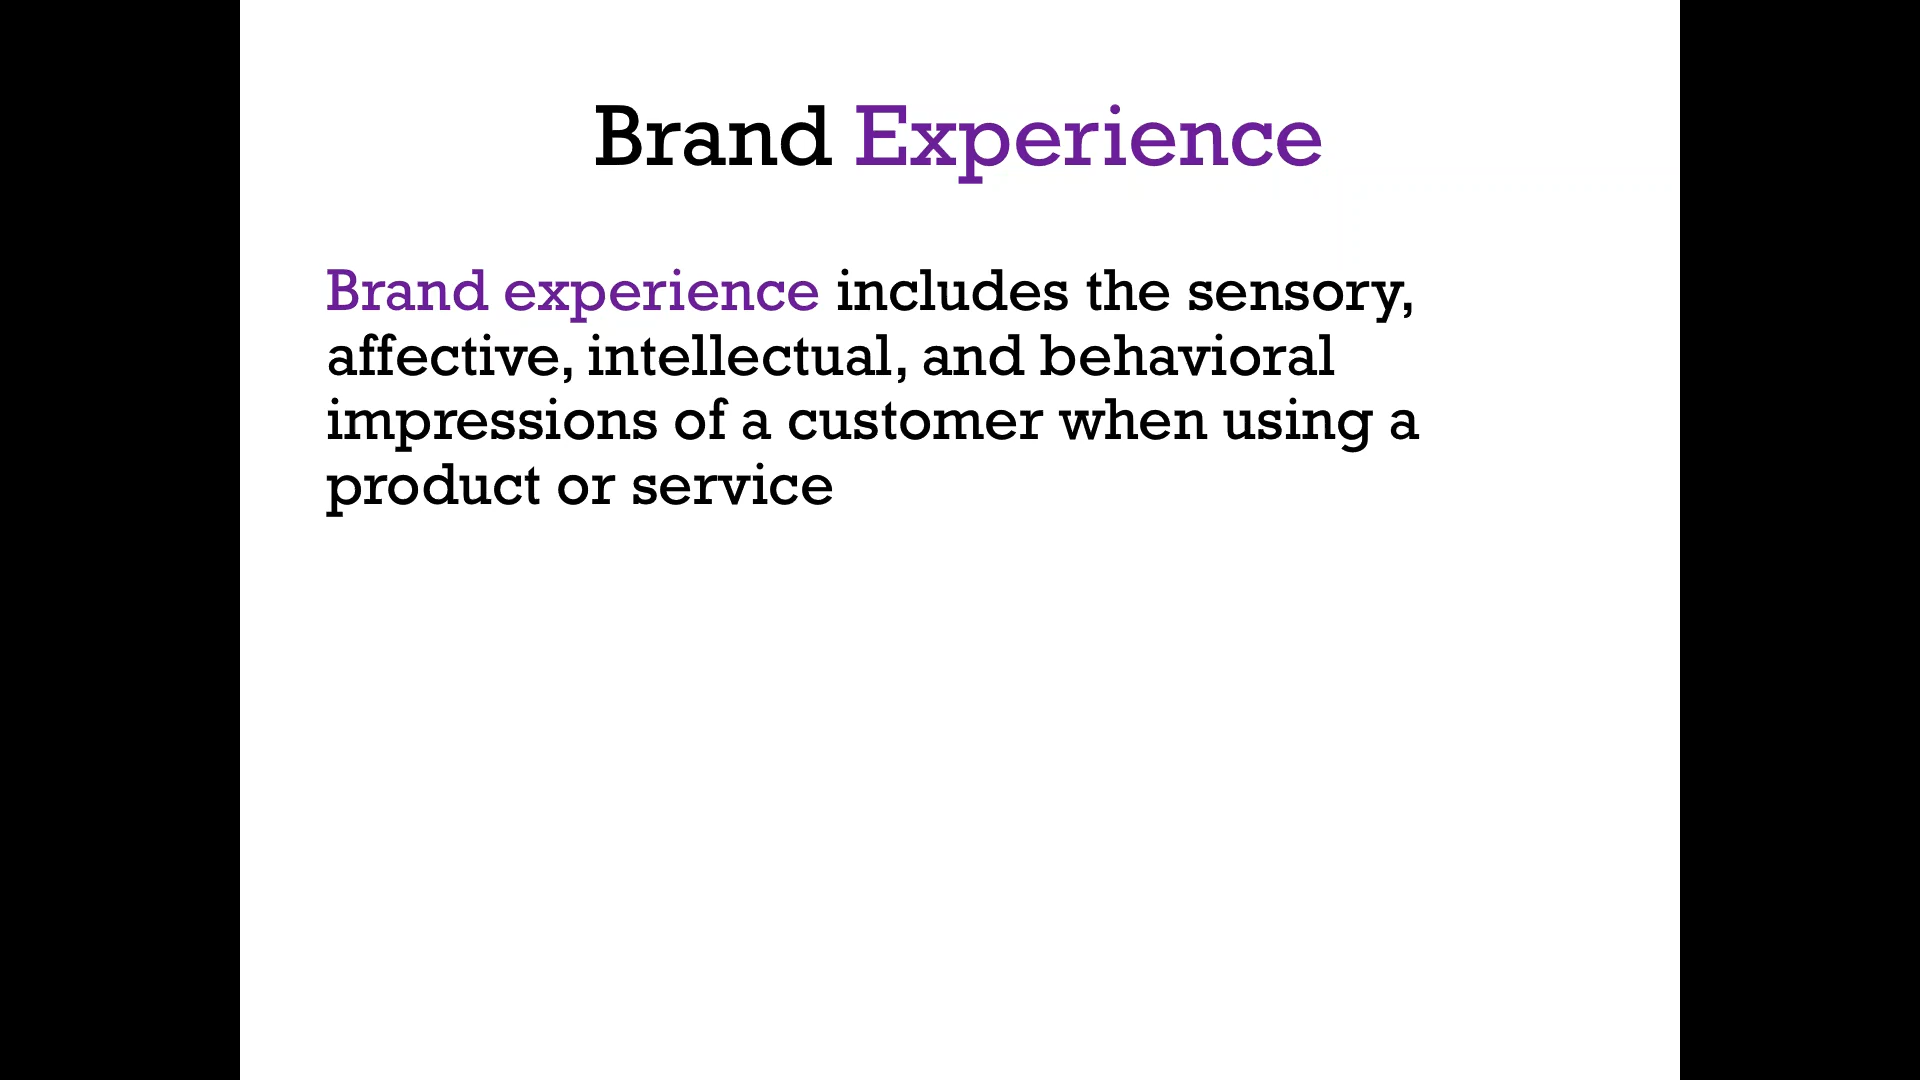 Brand Experience
Brand experience includes the sensory,
affective, intellectual, and behavioral
impressions of a customer when using a
product or service